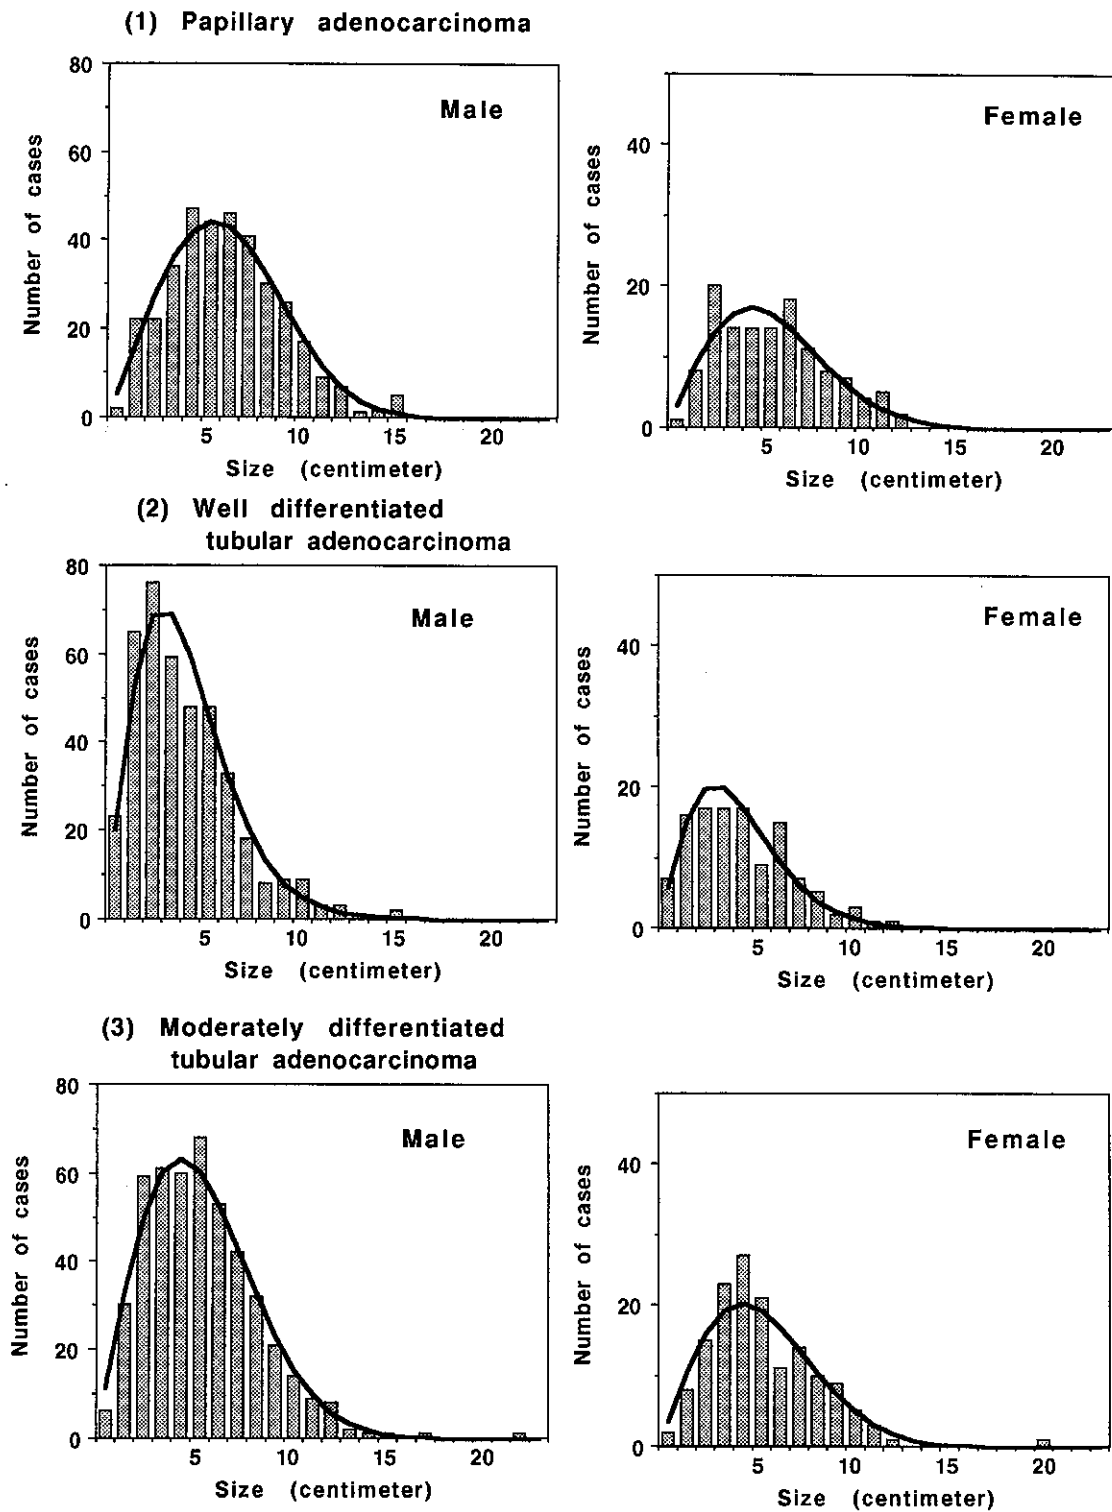 (1) Papillary adenocarcinoma
80
60
40
20
0
Number of cases
Male
5 10 15 20
Size (centimeter)
40
20
0
Number of cases
Female
5 10 15 20
Size (centimeter)
(2) Well differentiated
tubular adenocarcinoma
80
60
40
20
0
Number of cases
Male
5 10 15 20
Size (centimeter)
40
20
0
Number of cases
Female
5 10 15 20
Size (centimeter)
(3) Moderately differentiated
tubular adenocarcinoma
80
60
40
20
0
Number of cases
Male
5 10 15 20
Size (centimeter)
40
20
0
Number of cases
Female
5 10 15 20
Size (centimeter)